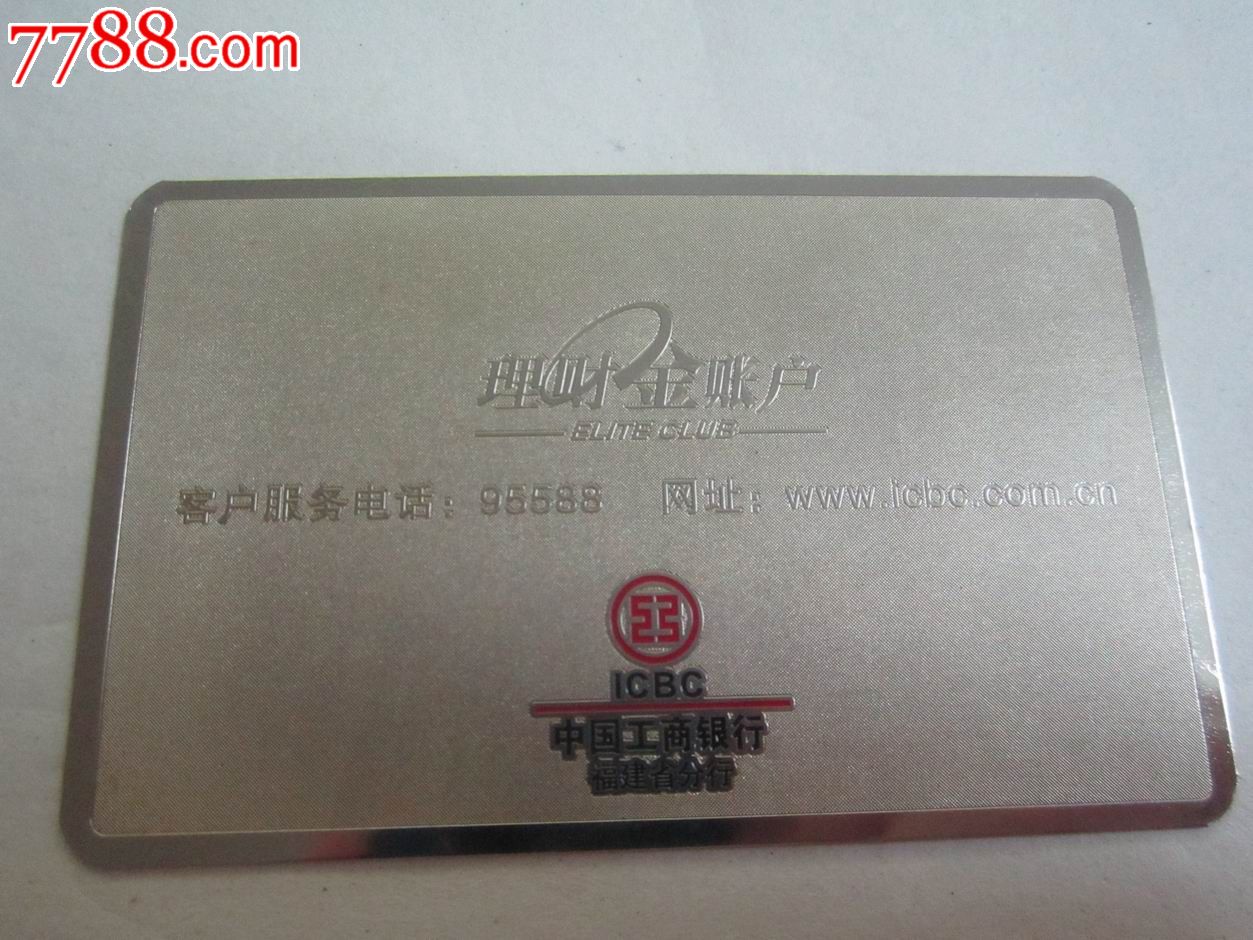 7788.com
理财金账户
ELITE CLUB
客户服务电话：95588 网址：www.icbc.com.cn
ICBC
中国工商银行
福建省分行